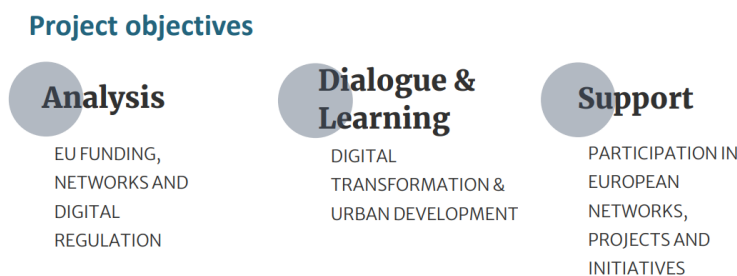 Project objectives
Analysis
EU FUNDING,
NETWORKS AND
DIGITAL
REGULATION
Dialogue &
Learning
DIGITAL
TRANSFORMATION &
URBAN DEVELOPMENT
Support
PARTICIPATION IN
EUROPEAN
NETWORKS,
PROJECTS AND
INITIATIVES